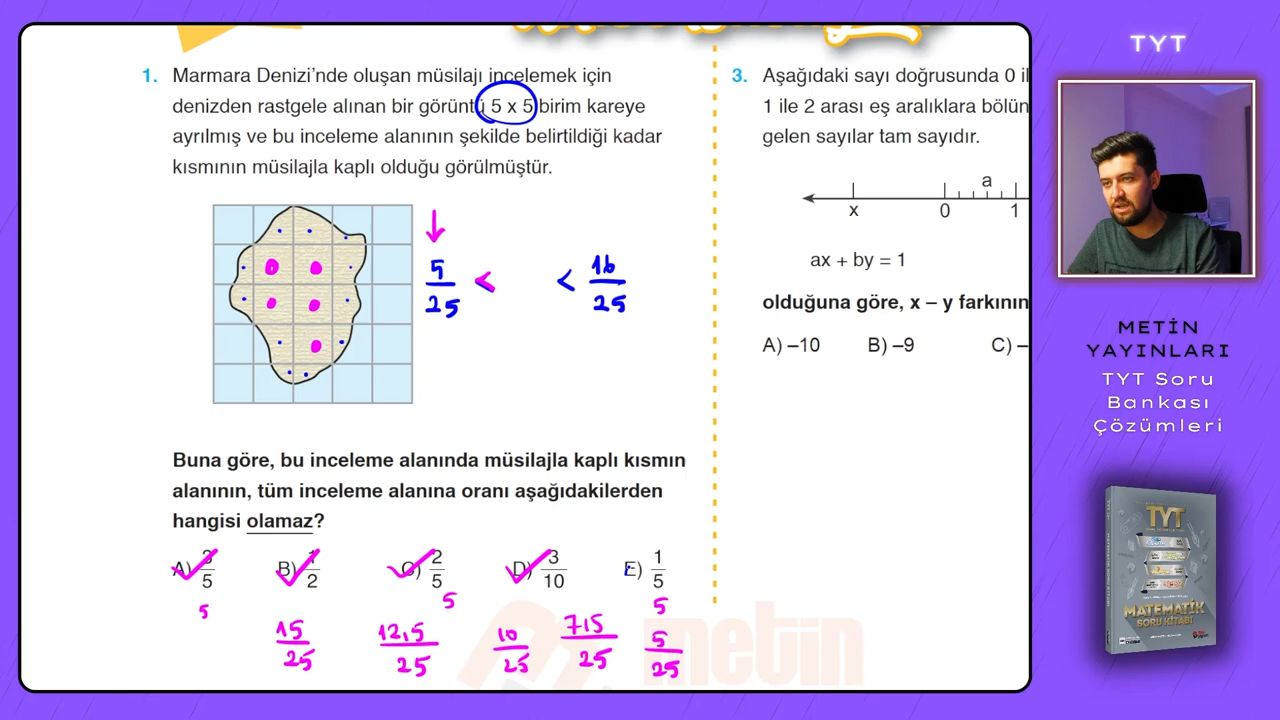 1. Marmara Denizi'nde oluşan müsilajı incelemek için
denizden rastgele alınan bir görüntü 5 x 5 birim kareye
ayrılmış ve bu inceleme alanının şekilde belirtildiği kadar
kısmının müsilajla kaplı olduğu görülmüştür.
5/25 < < 16/25
Buna göre, bu inceleme alanında müsilajla kaplı kısmın
alanının, tüm inceleme alanına oranı aşağıdakilerden
hangisi olamaz?
A) 3/5 B) 1/2 C) 2/5 D) 3/10 E) 1/5
5 5 5
15/25 12,5/25 10/25 7,5/25 5/25
metin
3. Aşağıdaki sayı doğrusunda 0 il
1 ile 2 arası eş aralıklara bölün
gelen sayılar tam sayıdır.
a
x 0 1
ax + by = 1
olduğuna göre, x – y farkının
A) –10 B) –9 C) –
TYT
METİN
YAYINLARI
TYT Soru
Bankası
Çözümleri
TYT
MATEMATİK
SORU KİTABI